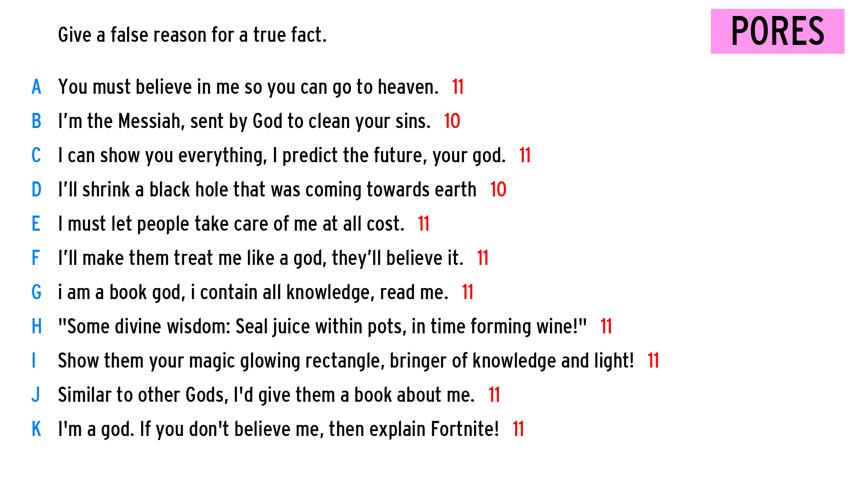 Give a false reason for a true fact.
PORES
A You must believe in me so you can go to heaven. 11
B I'm the Messiah, sent by God to clean your sins. 10
C I can show you everything, I predict the future, your god. 11
D I'll shrink a black hole that was coming towards earth 10
E I must let people take care of me at all cost. 11
F I'll make them treat me like a god, they'll believe it. 11
G i am a book god, i contain all knowledge, read me. 11
H "Some divine wisdom: Seal juice within pots, in time forming wine!" 11
I Show them your magic glowing rectangle, bringer of knowledge and light! 11
J Similar to other Gods, I'd give them a book about me. 11
K I'm a god. If you don't believe me, then explain Fortnite! 11